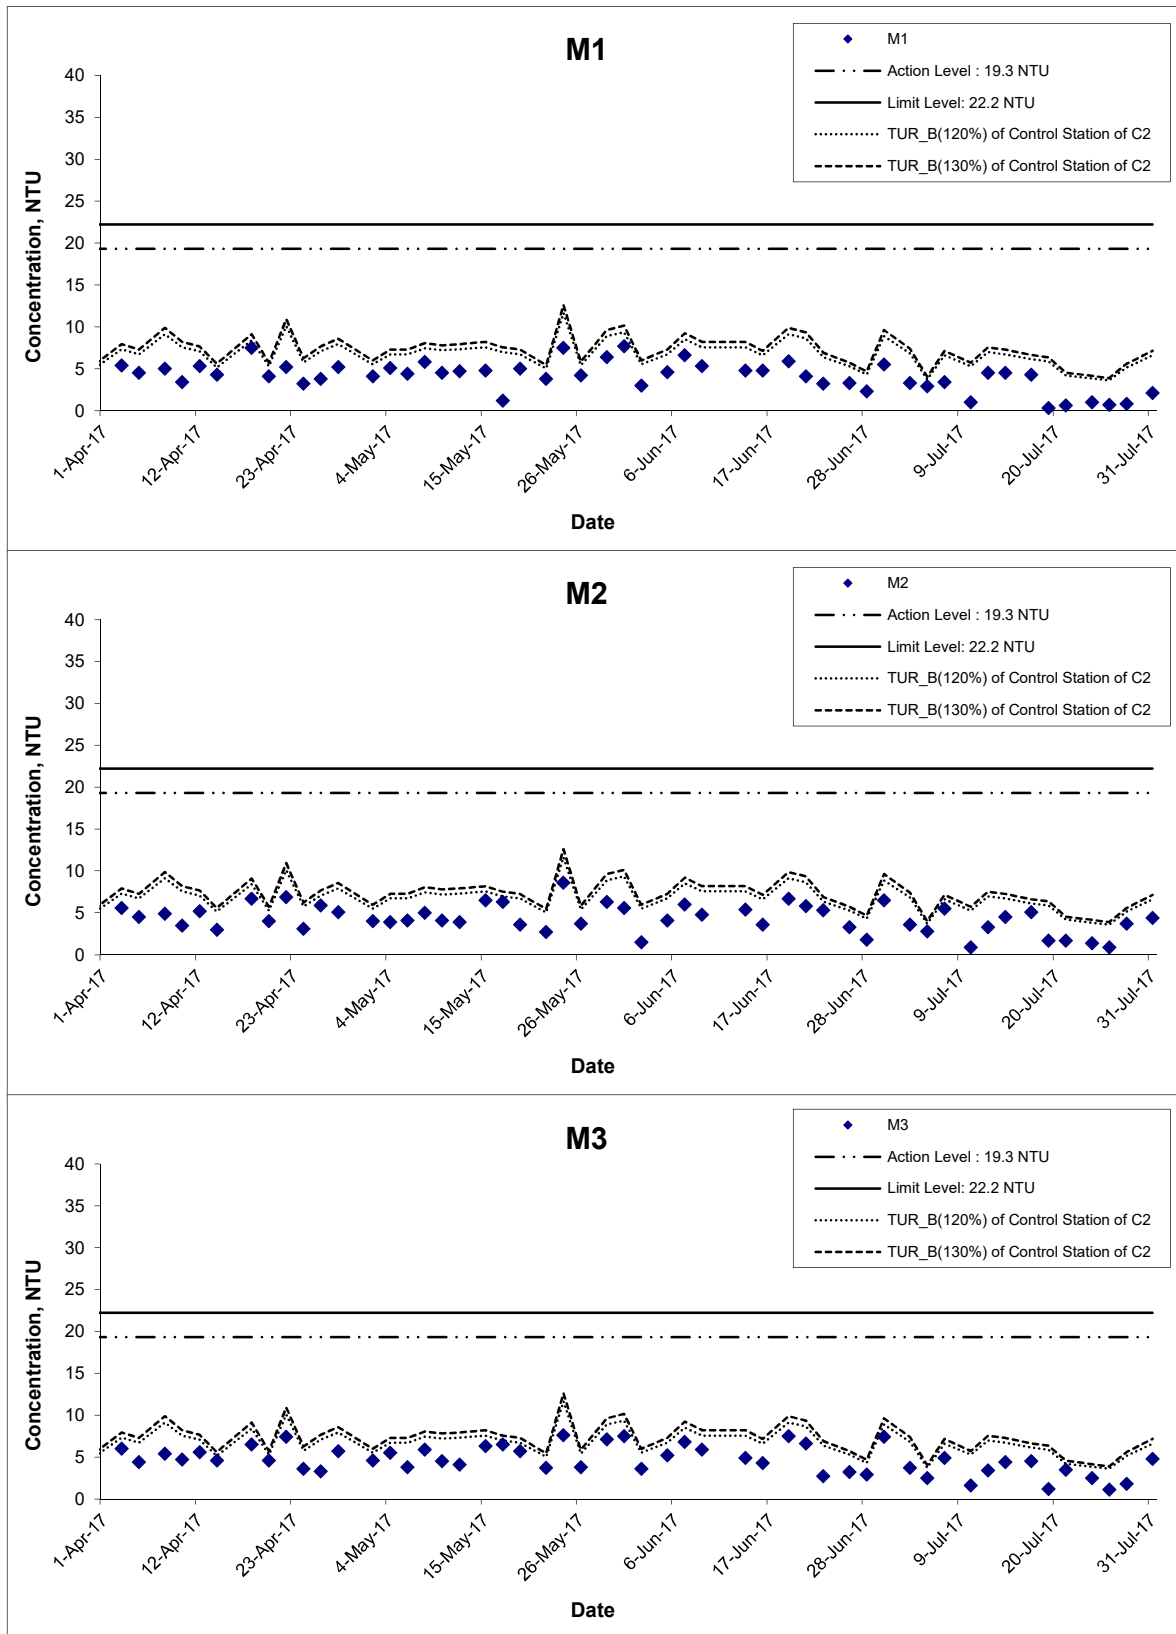 M1
M1
Action Level : 19.3 NTU
Limit Level: 22.2 NTU
TUR_B(120%) of Control Station of C2
TUR_B(130%) of Control Station of C2
Concentration, NTU
40
35
30
25
20
15
10
5
0
1-Apr-17
12-Apr-17
23-Apr-17
4-May-17
15-May-17
26-May-17
6-Jun-17
17-Jun-17
28-Jun-17
9-Jul-17
20-Jul-17
31-Jul-17
Date
M2
M2
Action Level : 19.3 NTU
Limit Level: 22.2 NTU
TUR_B(120%) of Control Station of C2
TUR_B(130%) of Control Station of C2
Concentration, NTU
40
35
30
25
20
15
10
5
0
1-Apr-17
12-Apr-17
23-Apr-17
4-May-17
15-May-17
26-May-17
6-Jun-17
17-Jun-17
28-Jun-17
9-Jul-17
20-Jul-17
31-Jul-17
Date
M3
M3
Action Level : 19.3 NTU
Limit Level: 22.2 NTU
TUR_B(120%) of Control Station of C2
TUR_B(130%) of Control Station of C2
Concentration, NTU
40
35
30
25
20
15
10
5
0
1-Apr-17
12-Apr-17
23-Apr-17
4-May-17
15-May-17
26-May-17
6-Jun-17
17-Jun-17
28-Jun-17
9-Jul-17
20-Jul-17
31-Jul-17
Date